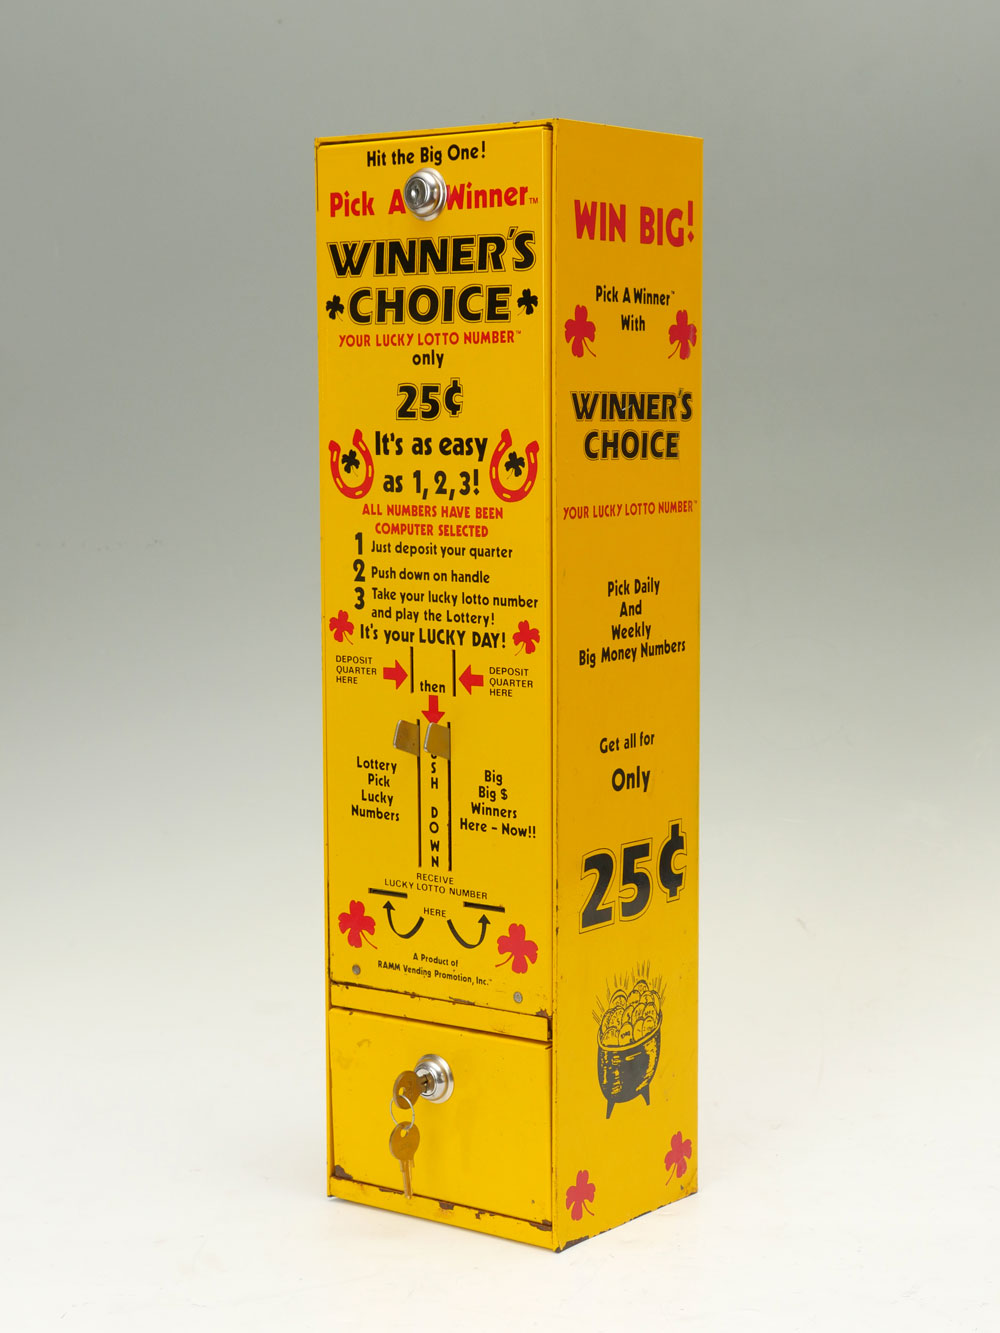 Hit the Big One!
Pick A Winner™
WINNER'S
CHOICE
YOUR LUCKY LOTTO NUMBER™
only
25¢
It's as easy
as 1, 2, 3!
ALL NUMBERS HAVE BEEN
COMPUTER SELECTED
1 Just deposit your quarter
2 Push down on handle
3 Take your lucky lotto number
and play the Lottery!
It's your LUCKY DAY!
DEPOSIT
QUARTER
HERE
then
DEPOSIT
QUARTER
HERE
Lottery
Pick
Lucky
Numbers
USH DOWN
Big
Big $
Winners
Here - Now!!
RECEIVE
LUCKY LOTTO NUMBER
HERE
A Product of
RAMM Vending Promotion, Inc.™
WIN BIG!
Pick A Winner™
With
WINNER'S
CHOICE
YOUR LUCKY LOTTO NUMBER™
Pick Daily
And
Weekly
Big Money Numbers
Get all for
Only
25¢